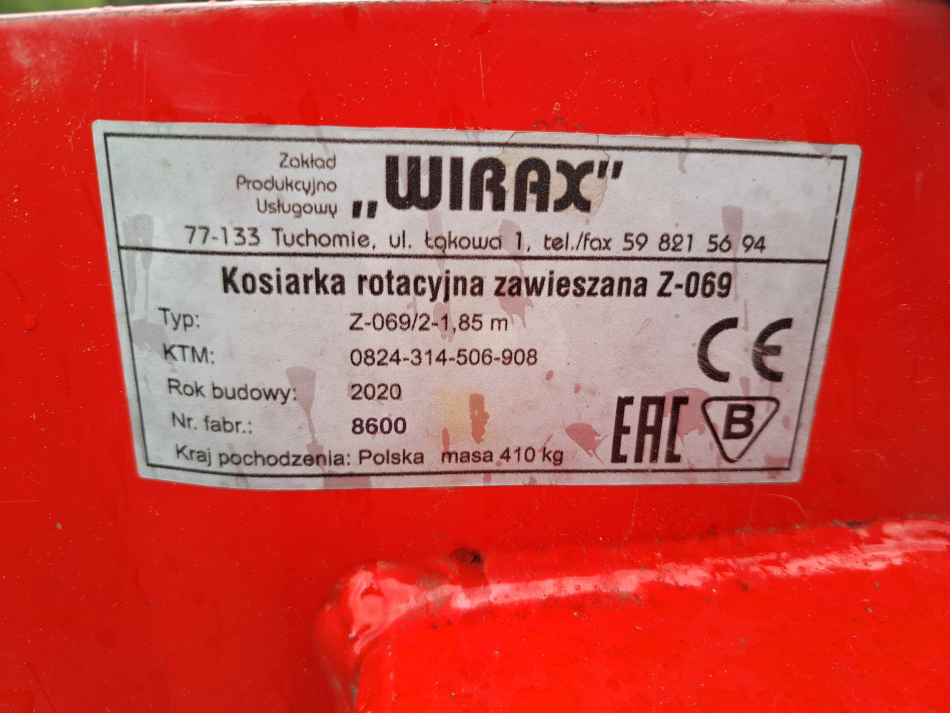 Zakład
Produkcyjno
Usługowy
„WIRAX”
77-133 Tuchomie, ul. Łąkowa 1, tel./fax 59 821 56 94
Kosiarka rotacyjna zawieszana Z-069
Typ: Z-069/2-1,85 m
KTM: 0824-314-506-908
Rok budowy: 2020
Nr. fabr.: 8600
Kraj pochodzenia: Polska masa 410 kg
CE
EAC
B